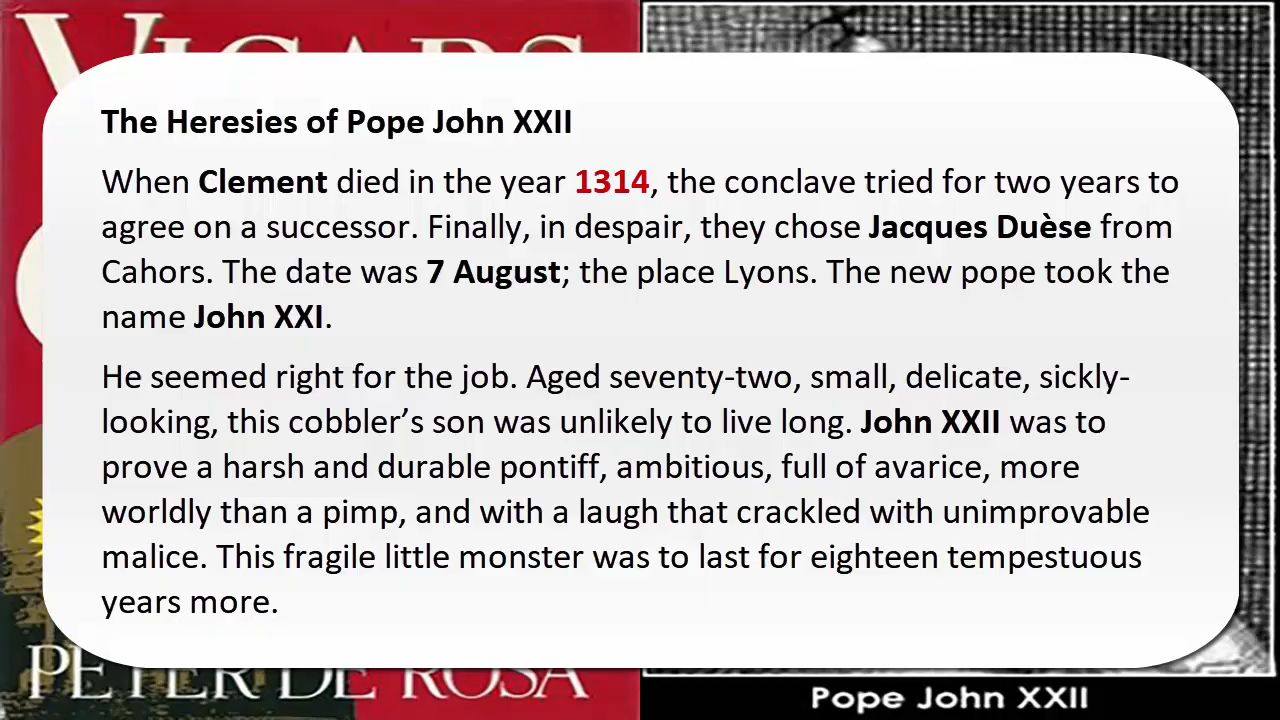 VICARS
The Heresies of Pope John XXII
When Clement died in the year 1314, the conclave tried for two years to
agree on a successor. Finally, in despair, they chose Jacques Duèse from
Cahors. The date was 7 August; the place Lyons. The new pope took the
name John XXI.
He seemed right for the job. Aged seventy-two, small, delicate, sickly-
looking, this cobbler’s son was unlikely to live long. John XXII was to
prove a harsh and durable pontiff, ambitious, full of avarice, more
worldly than a pimp, and with a laugh that crackled with unimprovable
malice. This fragile little monster was to last for eighteen tempestuous
years more.
PETER DE ROSA
Pope John XXII